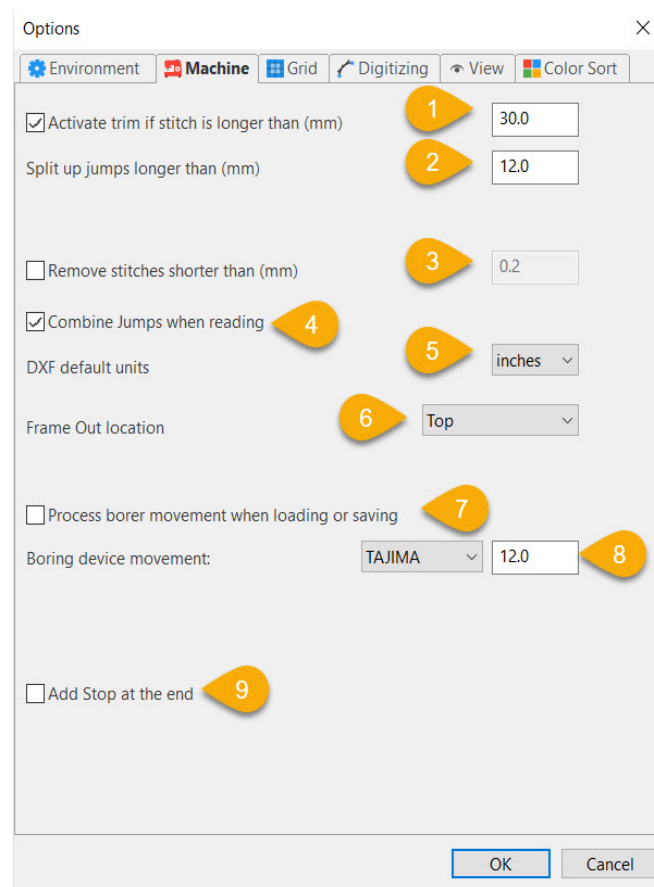 Options
Environment Machine Grid Digitizing View Color Sort
Activate trim if stitch is longer than (mm) 1 30.0
Split up jumps longer than (mm) 2 12.0
Remove stitches shorter than (mm) 3 0.2
Combine Jumps when reading 4
DXF default units 5 inches
Frame Out location 6 Top
Process borer movement when loading or saving 7
Boring device movement: TAJIMA 12.0 8
Add Stop at the end 9
OK Cancel